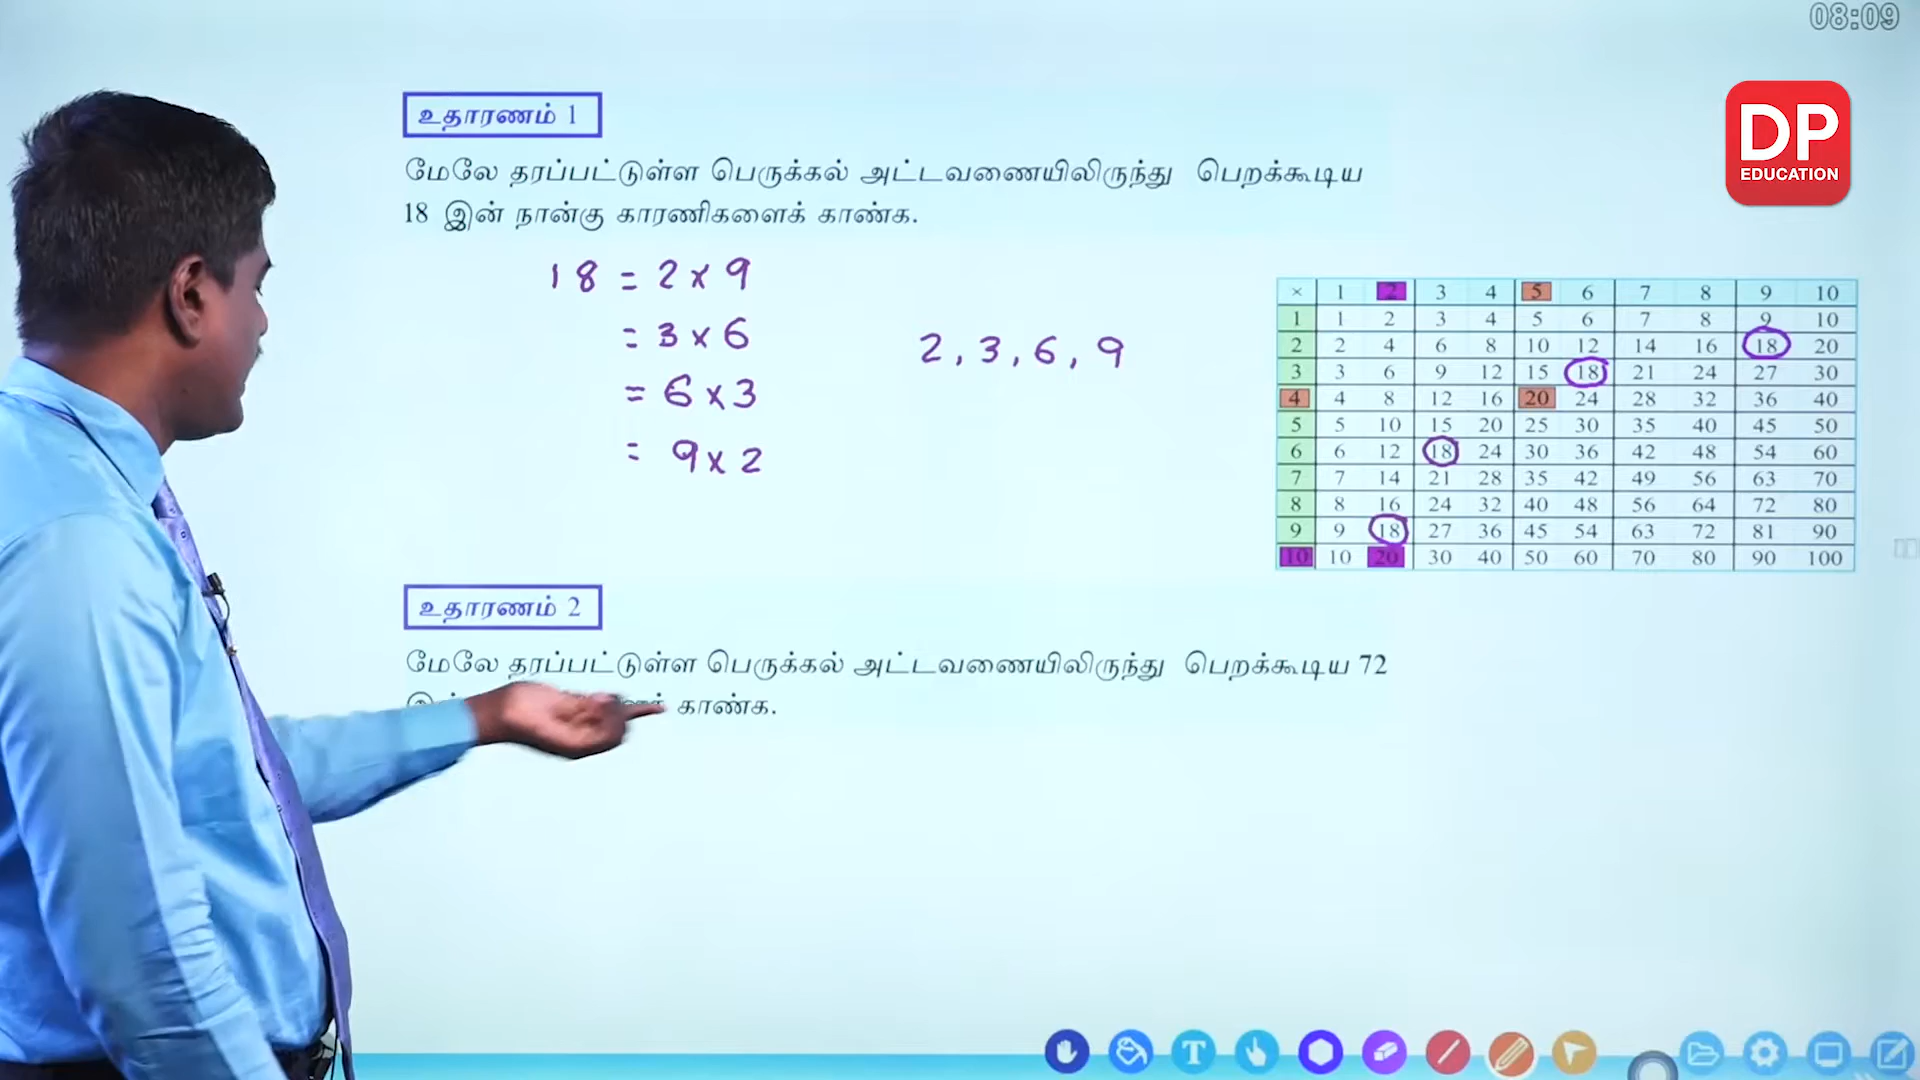 08:09
DP
EDUCATION
உதாரணம் 1
மேலே தரப்பட்டுள்ள பெருக்கல் அட்டவணையிலிருந்து பெறக்கூடிய
18 இன் நான்கு காரணிகளைக் காண்க.
18 = 2 x 9
= 3 x 6
= 6 x 3
= 9 x 2
2, 3, 6, 9
× 1 2 3 4 5 6 7 8 9 10
1 1 2 3 4 5 6 7 8 9 10
2 2 4 6 8 10 12 14 16 18 20
3 3 6 9 12 15 18 21 24 27 30
4 4 8 12 16 20 24 28 32 36 40
5 5 10 15 20 25 30 35 40 45 50
6 6 12 18 24 30 36 42 48 54 60
7 7 14 21 28 35 42 49 56 63 70
8 8 16 24 32 40 48 56 64 72 80
9 9 18 27 36 45 54 63 72 81 90
10 10 20 30 40 50 60 70 80 90 100
உதாரணம் 2
மேலே தரப்பட்டுள்ள பெருக்கல் அட்டவணையிலிருந்து பெறக்கூடிய 72
காண்க.
T